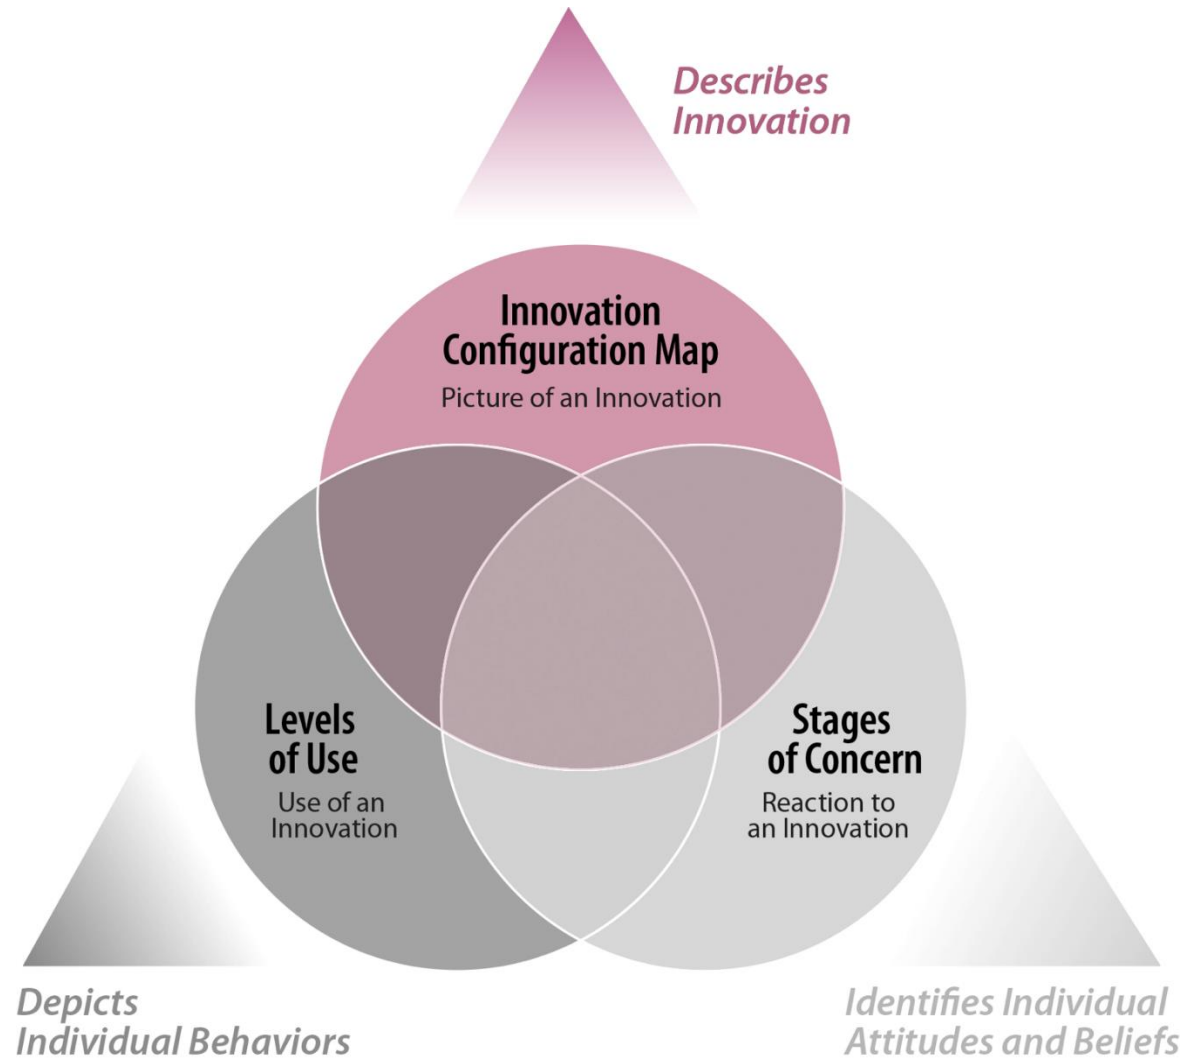 Describes
Innovation
Innovation
Configuration Map
Picture of an Innovation
Levels
of Use
Use of an
Innovation
Stages
of Concern
Reaction to
an Innovation
Depicts
Individual Behaviors
Identifies Individual
Attitudes and Beliefs